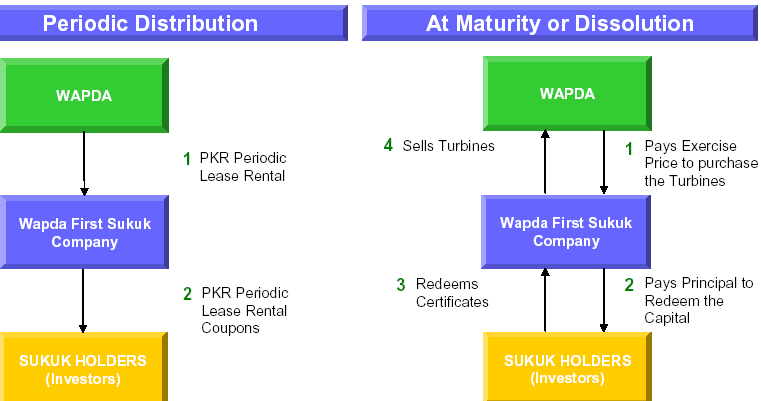 Periodic Distribution
WAPDA
1 PKR Periodic
Lease Rental
Wapda First Sukuk
Company
2 PKR Periodic
Lease Rental
Coupons
SUKUK HOLDERS
(Investors)
At Maturity or Dissolution
WAPDA
4 Sells Turbines
1 Pays Exercise
Price to purchase
the Turbines
Wapda First Sukuk
Company
3 Redeems
Certificates
2 Pays Principal to
Redeem the
Capital
SUKUK HOLDERS
(Investors)